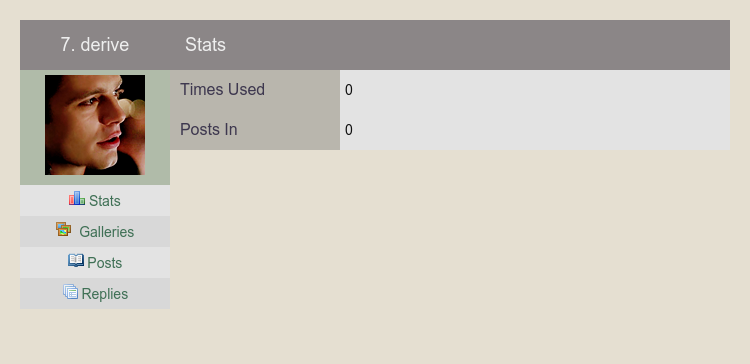 7. derive
Stats
Times Used 0
Posts In 0
Stats
Galleries
Posts
Replies